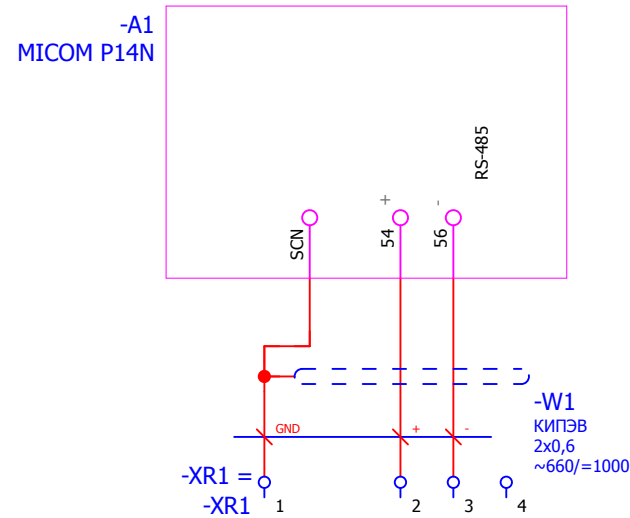 -A1
MICOM P14N
RS-485
+
-
SCN
54
56
-W1
КИПЭВ
2x0,6
~660/=1000
GND
+
-
-XR1 =
-XR1
1
2
3
4